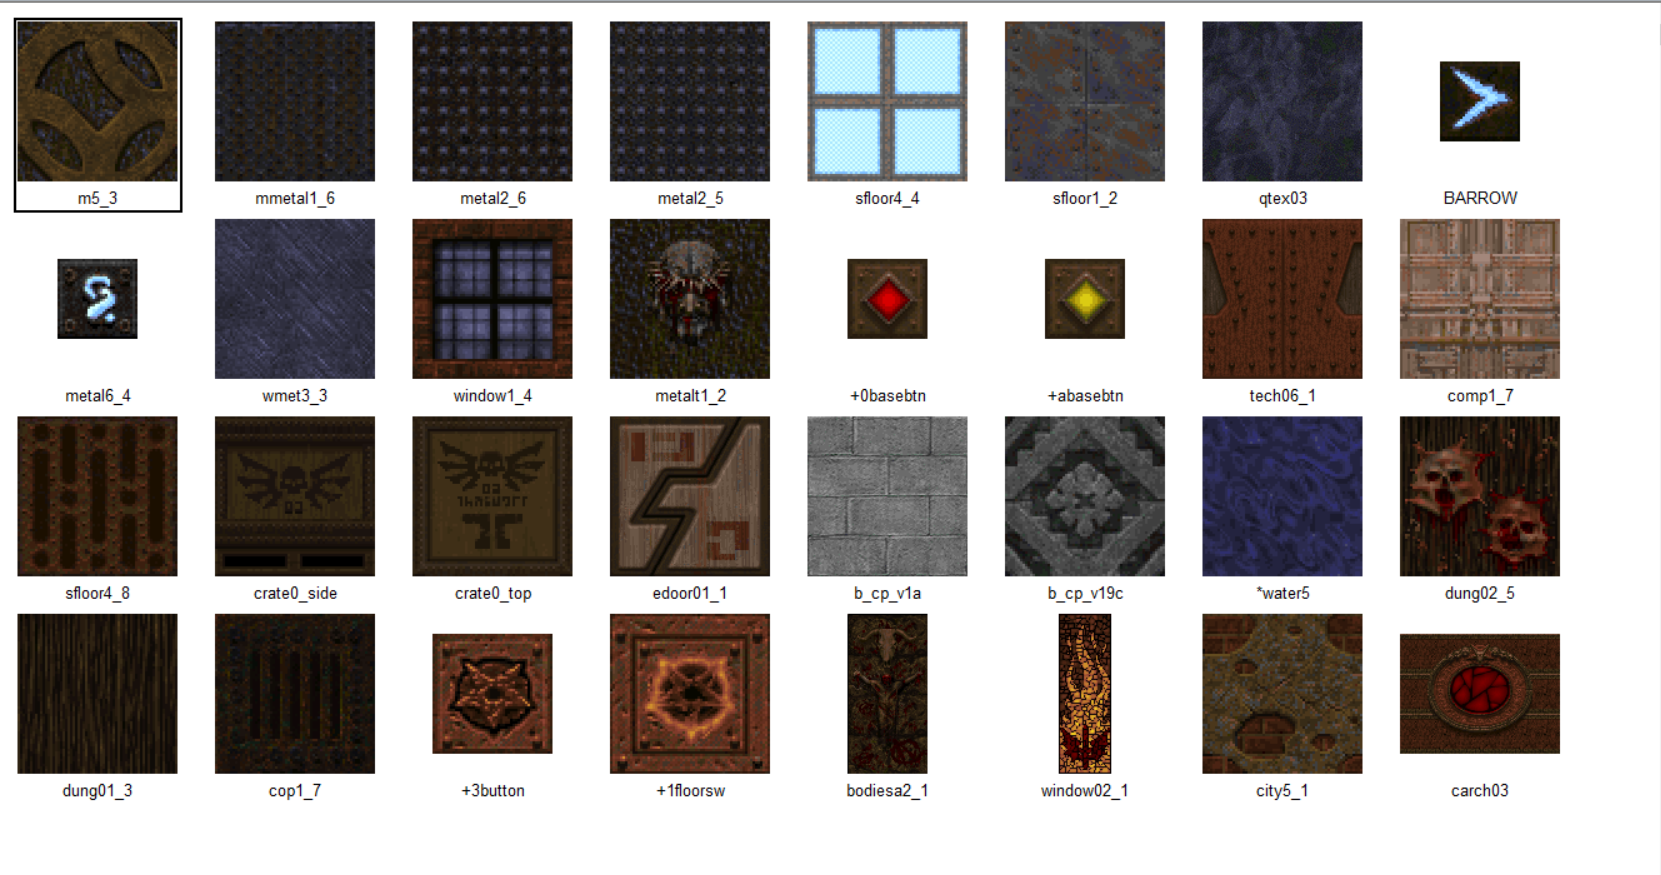 m5_3
mmetal1_6
metal2_6
metal2_5
sfloor4_4
sfloor1_2
qtex03
BARROW
metal6_4
wmet3_3
window1_4
metalt1_2
+0basebtn
+abasebtn
tech06_1
comp1_7
sfloor4_8
crate0_side
crate0_top
edoor01_1
b_cp_v1a
b_cp_v19c
*water5
dung02_5
dung01_3
cop1_7
+3button
+1floorsw
bodiesa2_1
window02_1
city5_1
carch03